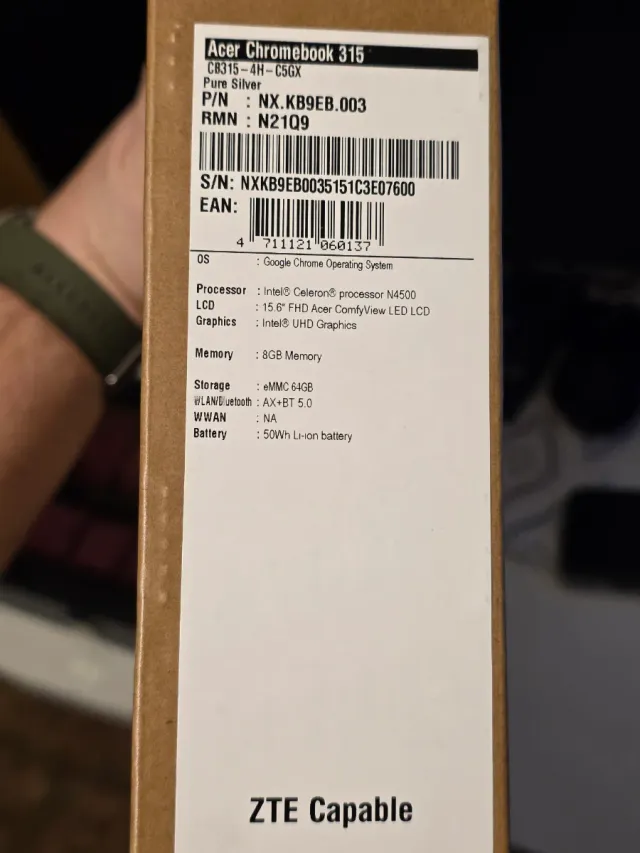 Acer Chromebook 315
CB315-4H-C5GX
Pure Silver
P/N : NX.KB9EB.003
RMN : N21Q9
S/N: NXKB9EB0035151C3E07600
EAN:
4 711121 060137
OS : Google Chrome Operating System
Processor : Intel® Celeron® processor N4500
LCD : 15.6" FHD Acer ComfyView LED LCD
Graphics : Intel® UHD Graphics
Memory : 8GB Memory
Storage : eMMC 64GB
WLAN/Bluetooth : AX+BT 5.0
WWAN : NA
Battery : 50Wh Li-ion battery
ZTE Capable